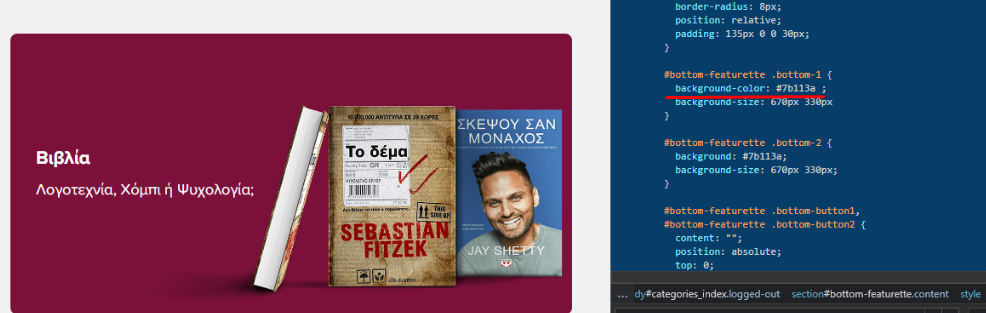 Βιβλία
Λογοτεχνία, Χόμπι ή Ψυχολογία;
10.000.000 ΑΝΤΙΤΥΠΑ ΣΕ 29 ΧΩΡΕΣ
Το δέμα
GR
THIS
SIDE UP
SEBASTIAN
FITZEK
διόπτρα
ΣΚΕΨΟΥ ΣΑΝ
ΜΟΝΑΧΟΣ
JAY SHETTY
border-radius: 8px;
position: relative;
padding: 135px 0 0 30px;
}
#bottom-featurette .bottom-1 {
background-color: #7b113a ;
background-size: 670px 330px
}
#bottom-featurette .bottom-2 {
background: #7b113a;
background-size: 670px 330px;
}
#bottom-featurette .bottom-button1,
#bottom-featurette .bottom-button2 {
content: "";
position: absolute;
top: 0;
... dy#categories_index.logged-out section#bottom-featurette.content style